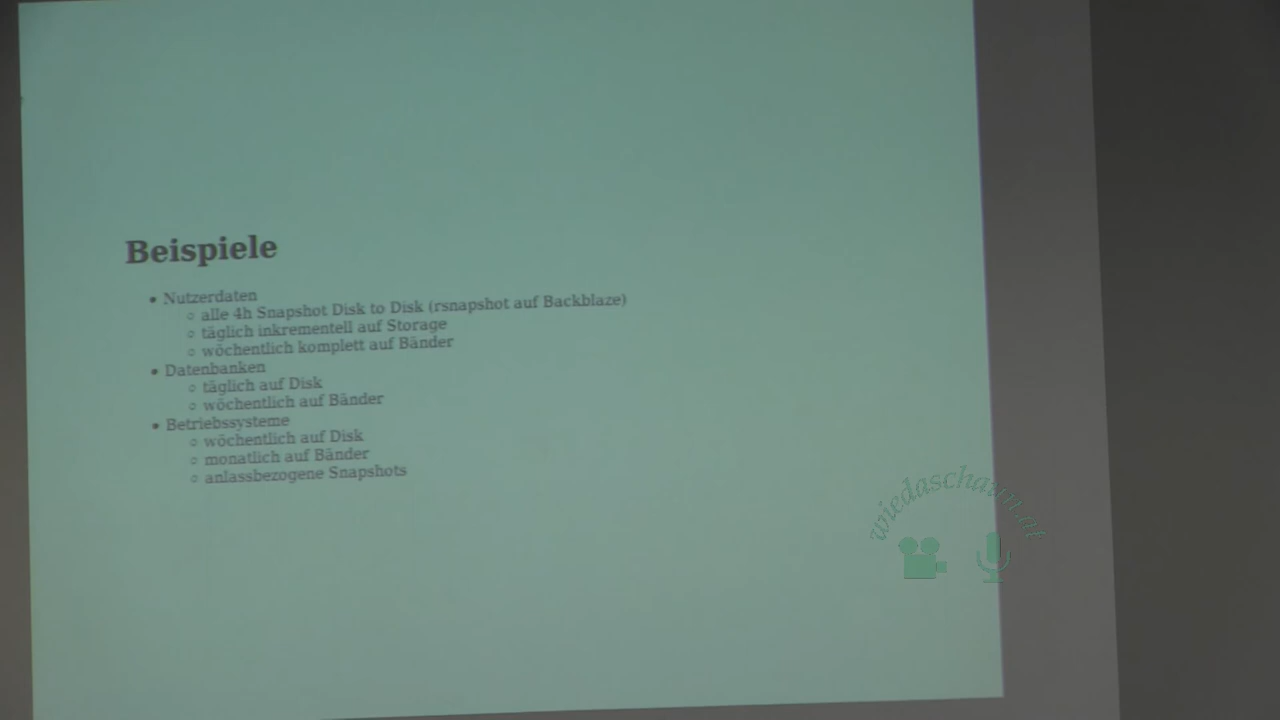 Beispiele
• Nutzerdaten
○ alle 4h Snapshot Disk to Disk (rsnapshot auf Backblaze)
○ täglich inkrementell auf Storage
○ wöchentlich komplett auf Bänder
• Datenbanken
○ täglich auf Disk
○ wöchentlich auf Bänder
• Betriebssysteme
○ wöchentlich auf Disk
○ monatlich auf Bänder
○ anlassbezogene Snapshots
wiedaschaun.at